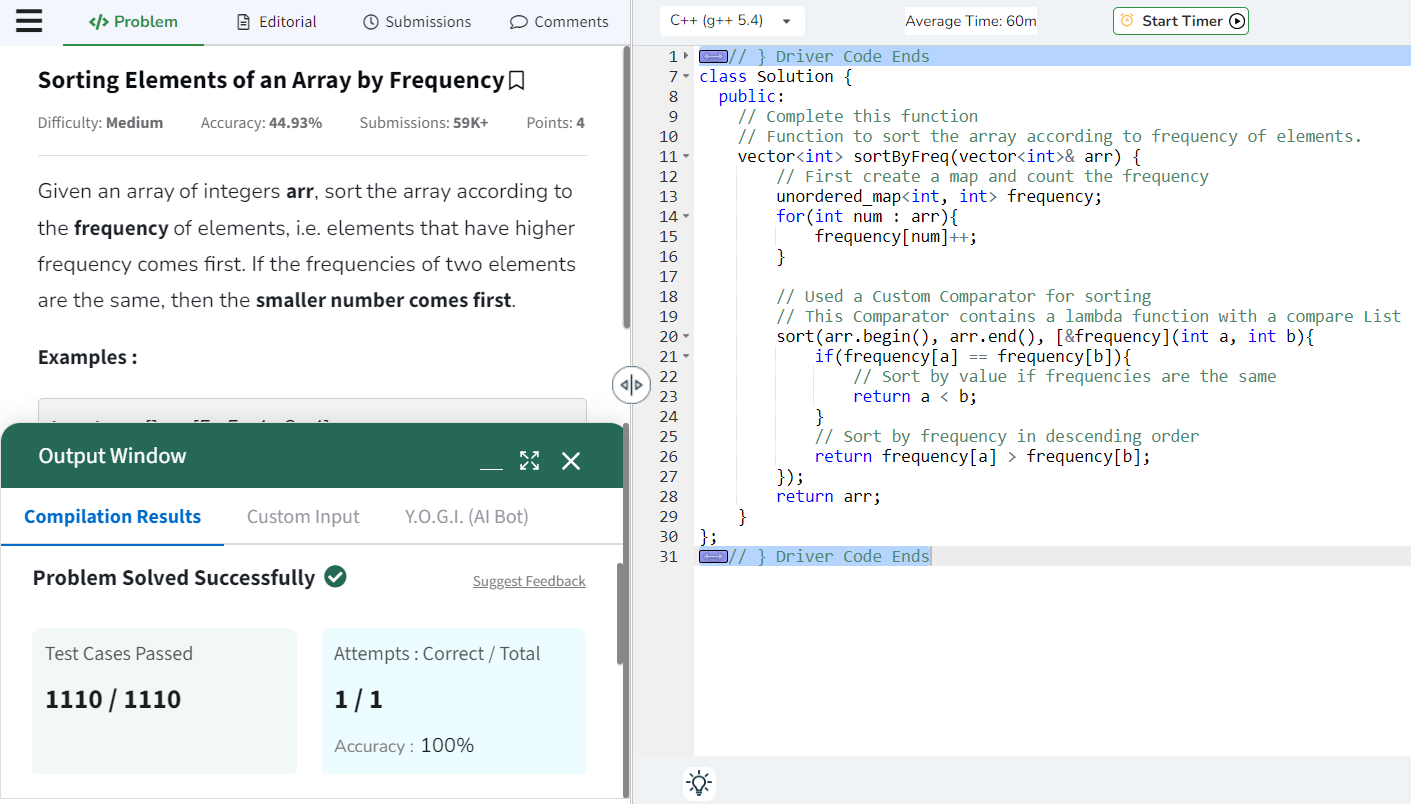 Problem
Editorial
Submissions
Comments
Sorting Elements of an Array by Frequency
Difficulty: Medium
Accuracy: 44.93%
Submissions: 59K+
Points: 4
Given an array of integers arr, sort the array according to
the frequency of elements, i.e. elements that have higher
frequency comes first. If the frequencies of two elements
are the same, then the smaller number comes first.
Examples :
Output Window
Compilation Results
Custom Input
Y.O.G.I. (AI Bot)
Problem Solved Successfully
Suggest Feedback
Test Cases Passed
1110 / 1110
Attempts : Correct / Total
1 / 1
Accuracy : 100%
C++ (g++ 5.4)
Average Time: 60m
Start Timer
1 // } Driver Code Ends
7 class Solution {
8 public:
9 // Complete this function
10 // Function to sort the array according to frequency of elements.
11 vector<int> sortByFreq(vector<int>& arr) {
12 // First create a map and count the frequency
13 unordered_map<int, int> frequency;
14 for(int num : arr){
15 frequency[num]++;
16 }
17
18 // Used a Custom Comparator for sorting
19 // This Comparator contains a lambda function with a compare List
20 sort(arr.begin(), arr.end(), [&frequency](int a, int b){
21 if(frequency[a] == frequency[b]){
22 // Sort by value if frequencies are the same
23 return a < b;
24 }
25 // Sort by frequency in descending order
26 return frequency[a] > frequency[b];
27 });
28 return arr;
29 }
30 };
31 // } Driver Code Ends